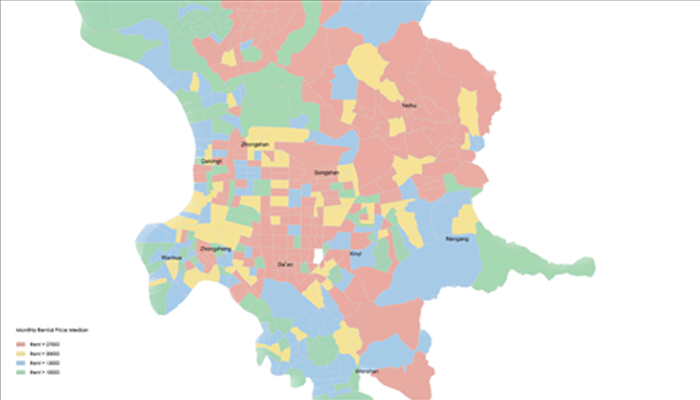 Neihu
Zhongshan
Datong
Songshan
Nangang
Zhongzheng
Xinyi
Wanhua
Da'an
Wenshan
Monthly Rental Price Median
Rent > 27000
Rent > 20000
Rent > 15000
Rent > 10000